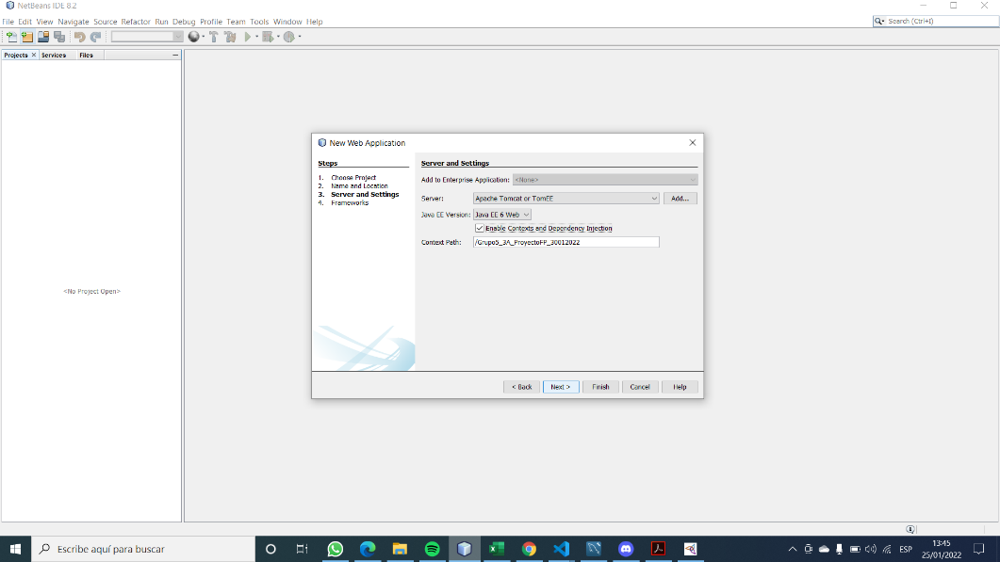 NetBeans IDE 8.2
File Edit View Navigate Source Refactor Run Debug Profile Team Tools Window Help
Search (Ctrl+I)
Projects Services Files
<No Project Open>
New Web Application
Steps
1. Choose Project
2. Name and Location
3. Server and Settings
4. Frameworks
Server and Settings
Add to Enterprise Application: <None>
Server: Apache Tomcat or TomEE Add...
Java EE Version: Java EE 6 Web
Enable Contexts and Dependency Injection
Context Path: /Grupo5_3A_ProyectoFP_30012022
< Back Next > Finish Cancel Help
Escribe aquí para buscar
ESP
13:45
25/01/2022